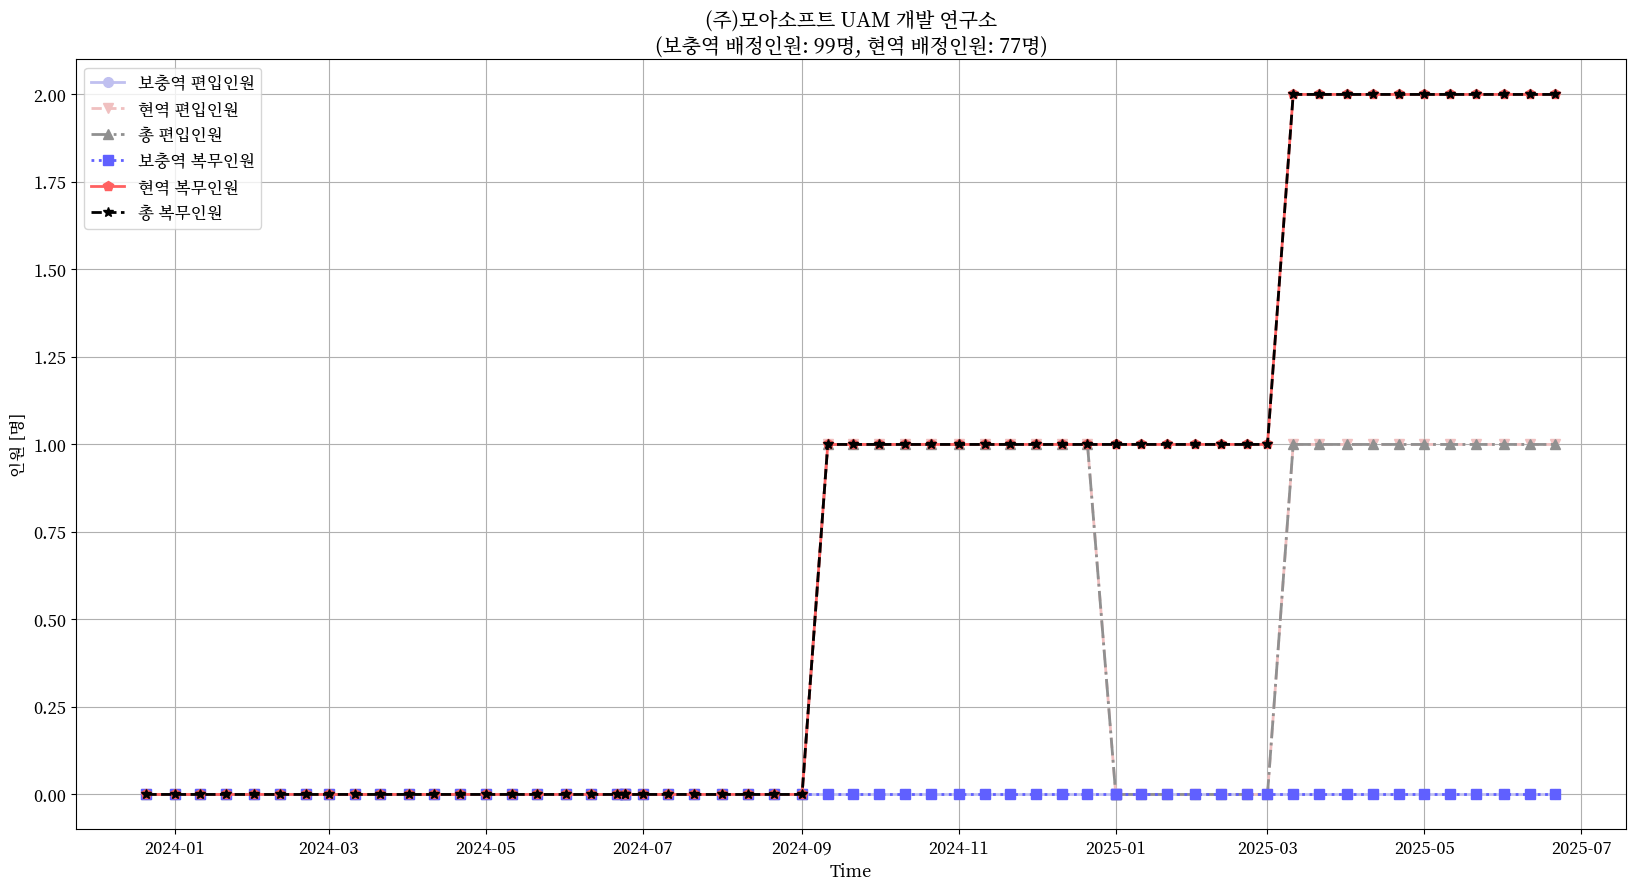 (주)모아소프트 UAM 개발 연구소
(보충역 배정인원: 99명, 현역 배정인원: 77명)
보충역 편입인원
현역 편입인원
총 편입인원
보충역 복무인원
현역 복무인원
총 복무인원
2.00
1.75
1.50
1.25
1.00
0.75
0.50
0.25
0.00
인원 [명]
2024-01 2024-03 2024-05 2024-07 2024-09 2024-11 2025-01 2025-03 2025-05 2025-07
Time